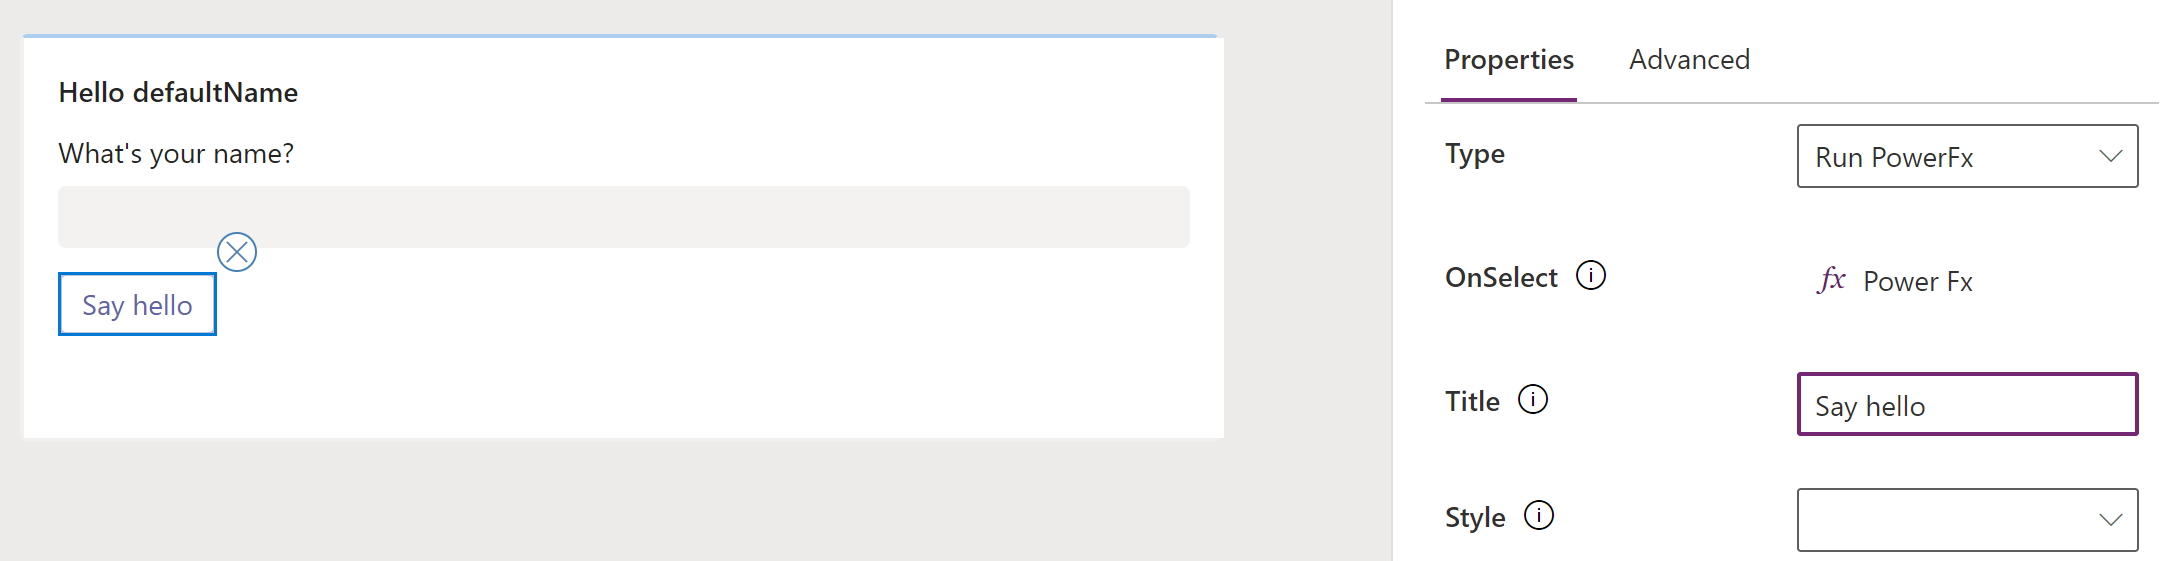 Hello defaultName
What's your name?
Say hello
Properties Advanced
Type Run PowerFx
OnSelect fx Power Fx
Title Say hello
Style